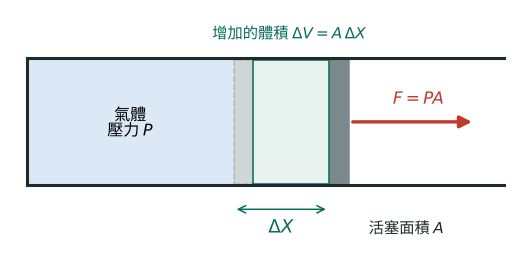 增加的體積 ΔV = A ΔX
氣體
壓力 P
F = PA
ΔX
活塞面積 A